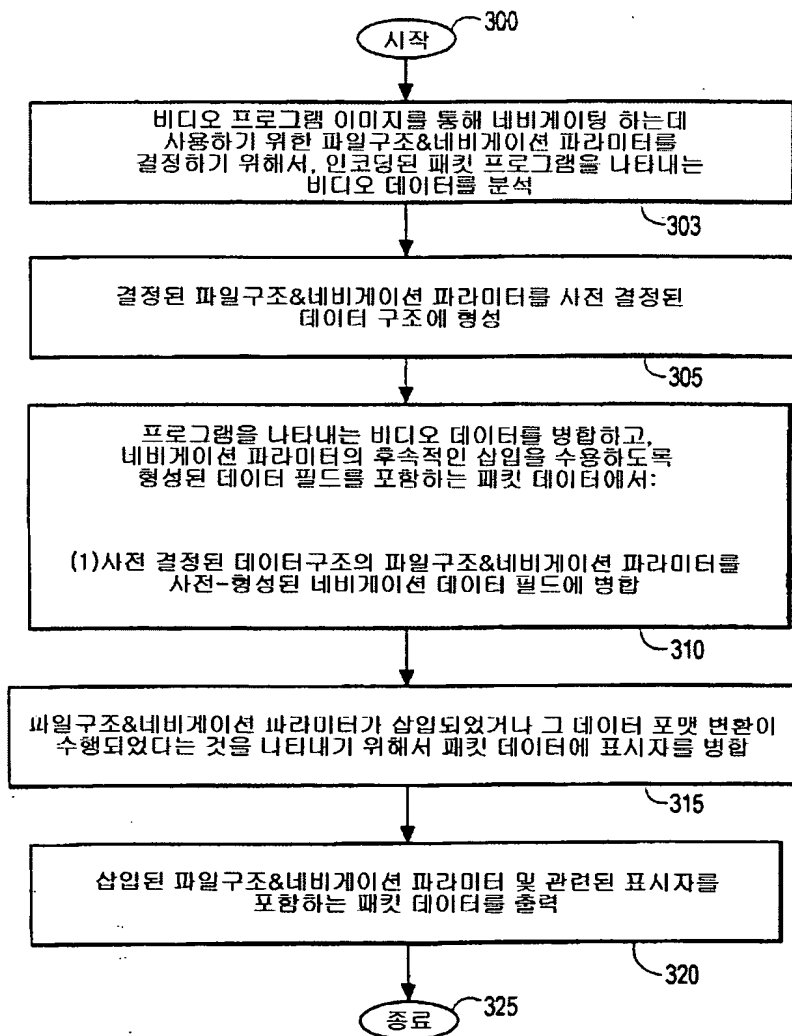 300
시작
비디오 프로그램 이미지를 통해 네비게이팅 하는데
사용하기 위한 파일구조&네비게이션 파라미터를
결정하기 위해서, 인코딩된 패킷 프로그램을 나타내는
비디오 데이터를 분석
303
결정된 파일구조&네비게이션 파라미터를 사전 결정된
데이터 구조에 형성
305
프로그램을 나타내는 비디오 데이터를 병합하고,
네비게이션 파라미터의 후속적인 삽입을 수용하도록
형성된 데이터 필드를 포함하는 패킷 데이터에서:
(1)사전 결정된 데이터구조의 파일구조&네비게이션 파라미터를
사전-형성된 네비게이션 데이터 필드에 병합
310
파일구조&네비게이션 파라미터가 삽입되었거나 그 데이터 포맷 변환이
수행되었다는 것을 나타내기 위해서 패킷 데이터에 표시자를 병합
315
삽입된 파일구조&네비게이션 파라미터 및 관련된 표시자를
포함하는 패킷 데이터를 출력
320
325
종료